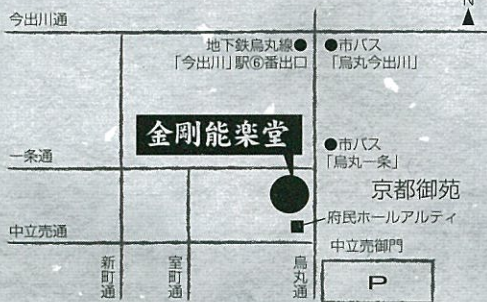 N
今出川通
地下鉄烏丸線●
「今出川」駅⑥番出口
●市バス
「烏丸今出川」
金剛能楽堂
●市バス
「烏丸一条」
一条通
京都御苑
府民ホールアルティ
中立売通
中立売御門
新町通
室町通
烏丸通
P